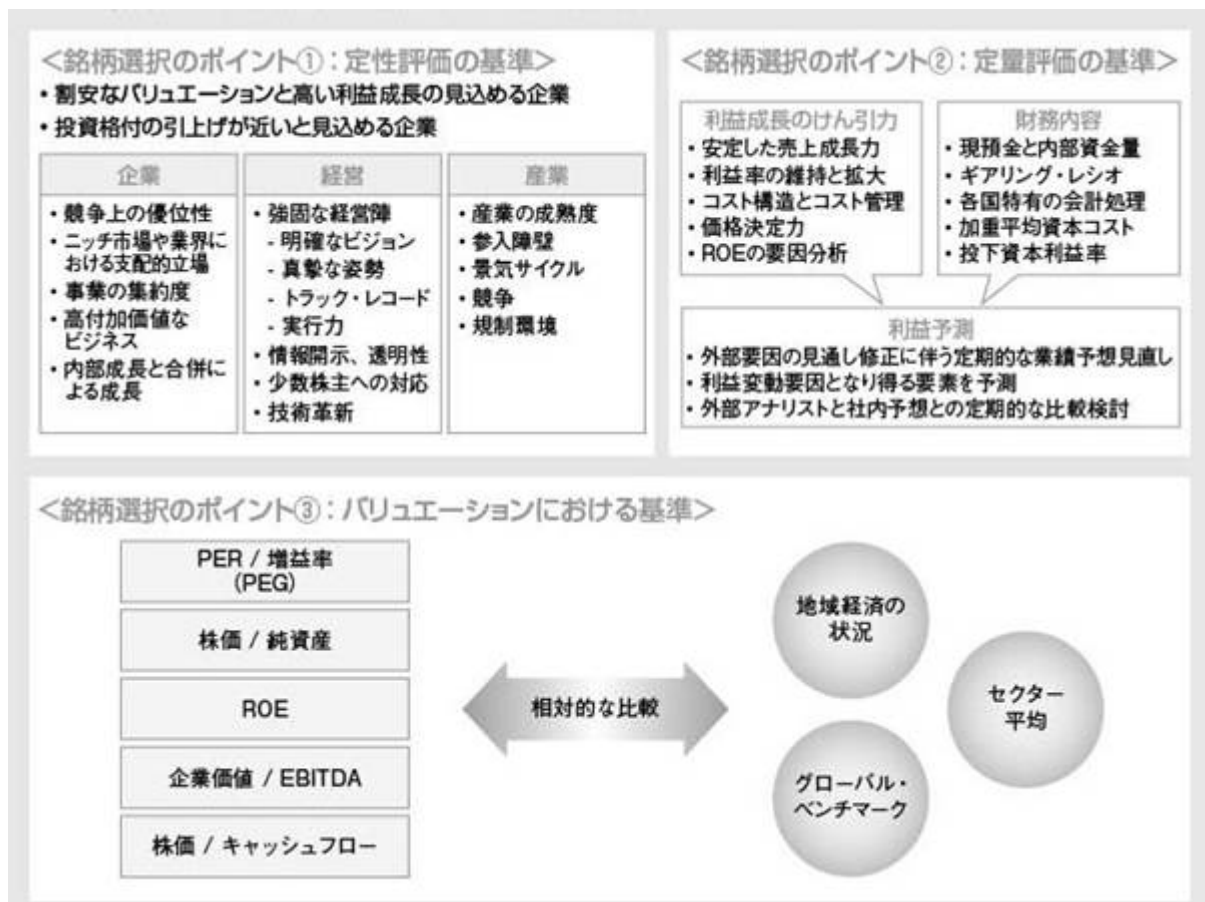 ＜銘柄選択のポイント①：定性評価の基準＞
・割安なバリュエーションと高い利益成長の見込める企業
・投資格付の引上げが近いと見込める企業
企業
・競争上の優位性
・ニッチ市場や業界に
おける支配的立場
・事業の集約度
・高付加価値な
ビジネス
・内部成長と合併に
よる成長
経営
・強固な経営陣
- 明確なビジョン
- 真摯な姿勢
- トラック・レコード
- 実行力
・情報開示、透明性
・少数株主への対応
・技術革新
産業
・産業の成熟度
・参入障壁
・景気サイクル
・競争
・規制環境
＜銘柄選択のポイント②：定量評価の基準＞
利益成長のけん引力
・安定した売上成長力
・利益率の維持と拡大
・コスト構造とコスト管理
・価格決定力
・ROEの要因分析
財務内容
・現預金と内部資金量
・ギアリング・レシオ
・各国特有の会計処理
・加重平均資本コスト
・投下資本利益率
利益予測
・外部要因の見通し修正に伴う定期的な業績予想見直し
・利益変動要因となり得る要素を予測
・外部アナリストと社内予想との定期的な比較検討
＜銘柄選択のポイント③：バリュエーションにおける基準＞
PER / 増益率
(PEG)
株価 / 純資産
ROE
企業価値 / EBITDA
株価 / キャッシュフロー
相対的な比較
地域経済の
状況
セクター
平均
グローバル・
ベンチマーク